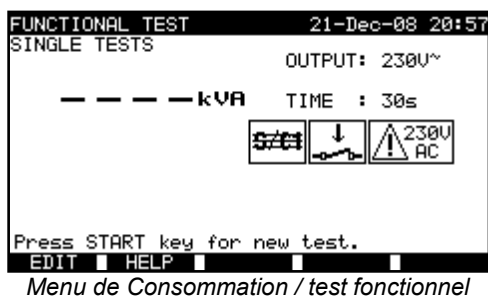 FUNCTIONAL TEST 21-Dec-08 20:57
SINGLE TESTS
OUTPUT: 230V~
----kVA TIME : 30s
S/C1 230V AC
Press START key for new test.
EDIT HELP
Menu de Consommation / test fonctionnel